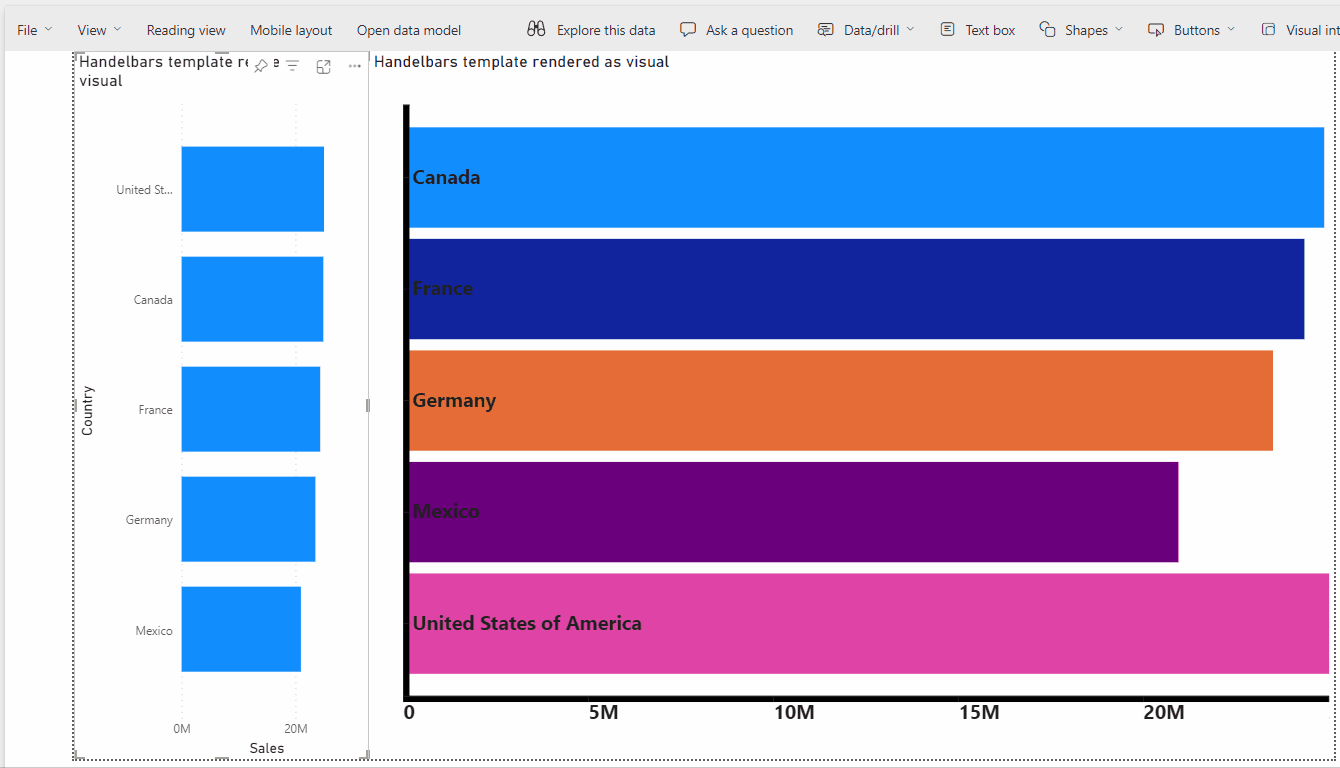 File View Reading view Mobile layout Open data model Explore this data Ask a question Data/drill Text box Shapes Buttons Visual int
Handelbars template re e
visual
United St...
Canada
France
Germany
Mexico
Country
0M 20M
Sales
Handelbars template rendered as visual
Canada
France
Germany
Mexico
United States of America
0 5M 10M 15M 20M